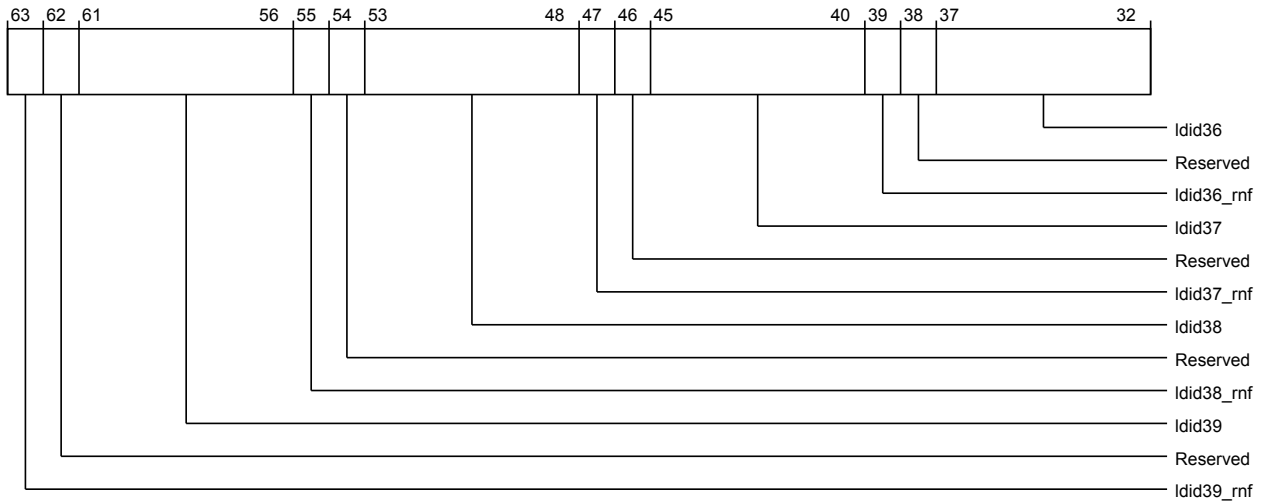 63 62 61 56 55 54 53 48 47 46 45 40 39 38 37 32
ldid36
Reserved
ldid36_rnf
ldid37
Reserved
ldid37_rnf
ldid38
Reserved
ldid38_rnf
ldid39
Reserved
ldid39_rnf